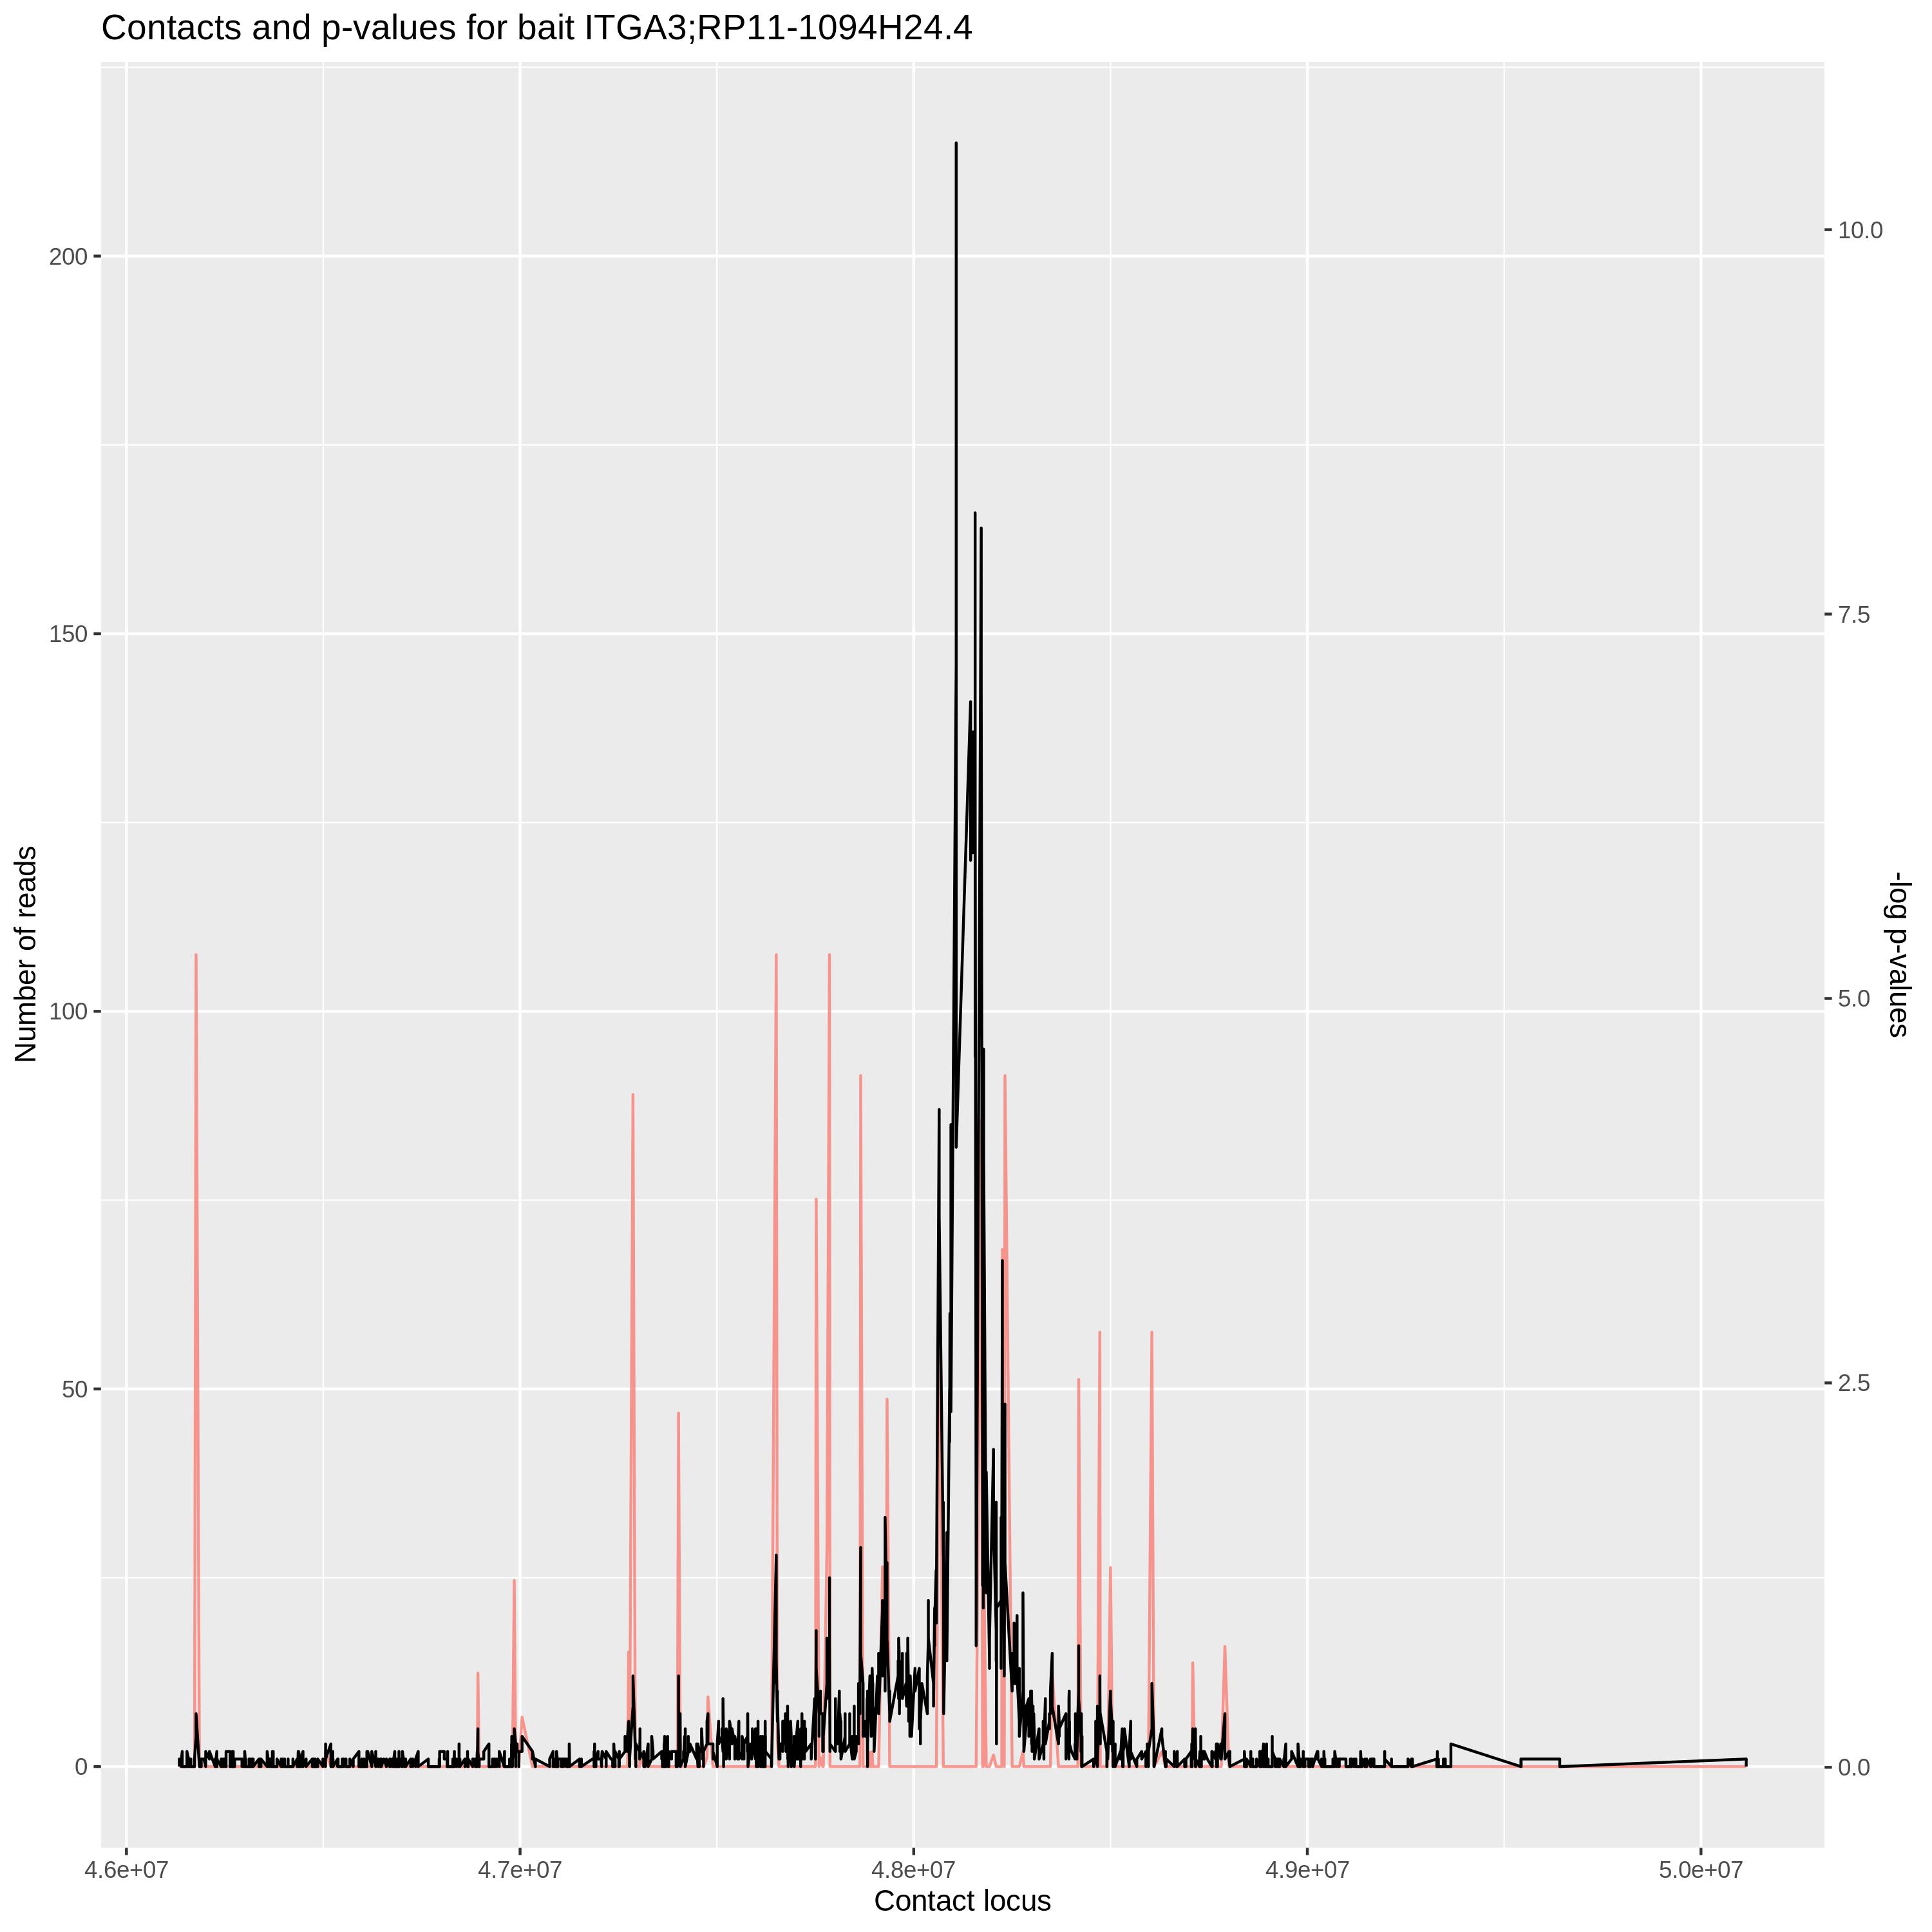 Contacts and p-values for bait ITGA3;RP11-1094H24.4
Number of reads
200
150
100
50
0
10.0
7.5
5.0
2.5
0.0
-log p-values
4.6e+07 4.7e+07 4.8e+07 4.9e+07 5.0e+07
Contact locus